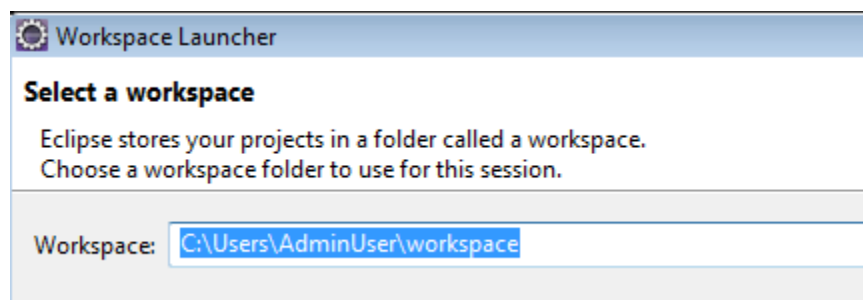 Workspace Launcher
Select a workspace
Eclipse stores your projects in a folder called a workspace.
Choose a workspace folder to use for this session.
Workspace: C:\Users\AdminUser\workspace